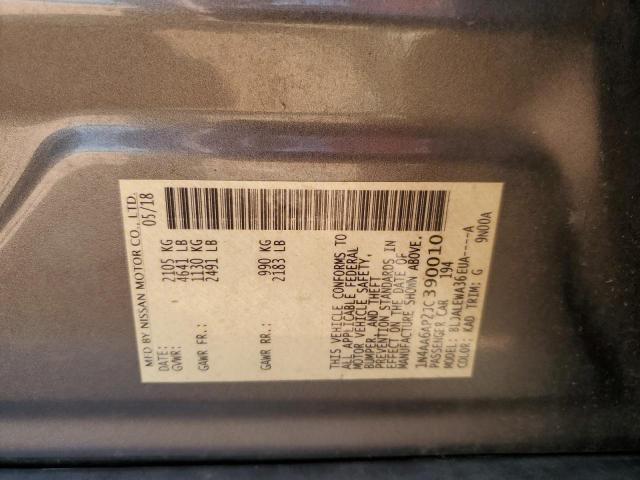 MFD BY NISSAN MOTOR CO., LTD.
05/18
GVWR: 2105 KG
4641 LB
GAWR FR: 1130 KG
2491 LB
GAWR RR: 990 KG
2183 LB
THIS VEHICLE CONFORMS TO
ALL APPLICABLE FEDERAL
MOTOR VEHICLE SAFETY,
BUMPER, AND THEFT
PREVENTION STANDARDS IN
EFFECT ON THE DATE OF
MANUFACTURE SHOWN ABOVE.
1N4AA6AP2JC390010
PASSENGER CAR 194
MODEL: BLJALEWA36EUA----A
COLOR: KAD TRIM: G 9N00A